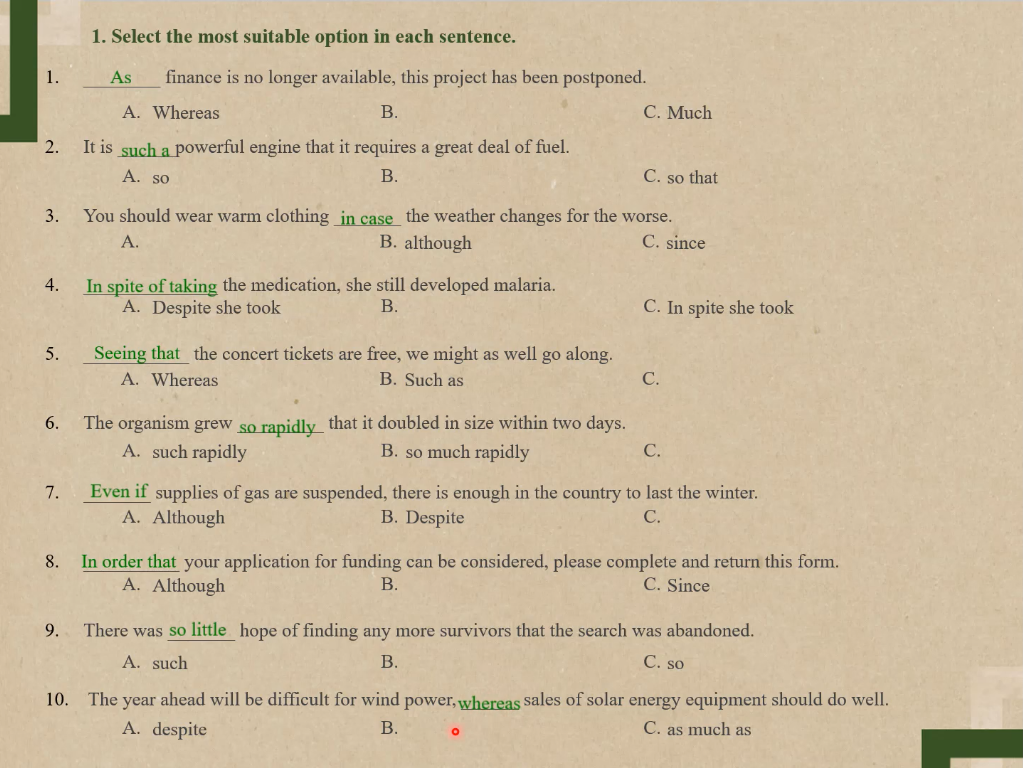 1. Select the most suitable option in each sentence.
1. As finance is no longer available, this project has been postponed.
A. Whereas B. C. Much
2. It is such a powerful engine that it requires a great deal of fuel.
A. so B. C. so that
3. You should wear warm clothing in case the weather changes for the worse.
A. B. although C. since
4. In spite of taking the medication, she still developed malaria.
A. Despite she took B. C. In spite she took
5. Seeing that the concert tickets are free, we might as well go along.
A. Whereas B. Such as C.
6. The organism grew so rapidly that it doubled in size within two days.
A. such rapidly B. so much rapidly C.
7. Even if supplies of gas are suspended, there is enough in the country to last the winter.
A. Although B. Despite C.
8. In order that your application for funding can be considered, please complete and return this form.
A. Although B. C. Since
9. There was so little hope of finding any more survivors that the search was abandoned.
A. such B. C. so
10. The year ahead will be difficult for wind power, whereas sales of solar energy equipment should do well.
A. despite B. C. as much as